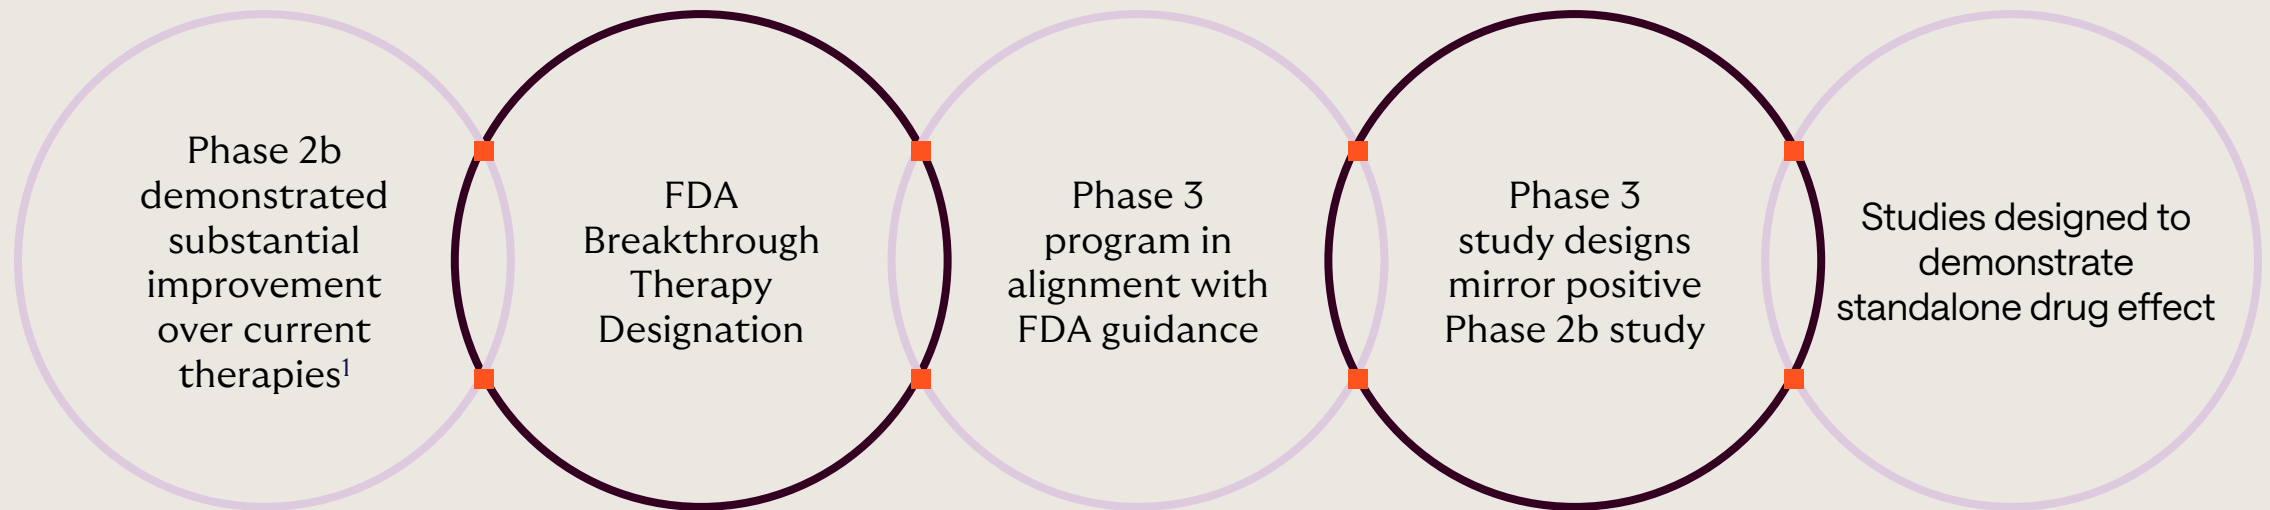 Phase 2b
demonstrated
substantial
improvement
over current
therapies¹
FDA
Breakthrough
Therapy
Designation
Phase 3
program in
alignment with
FDA guidance
Phase 3
study designs
mirror positive
Phase 2b study
Studies designed to
demonstrate
standalone drug effect